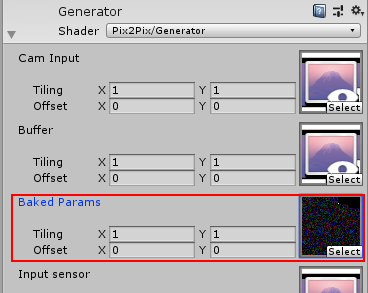 Generator
Shader Pix2Pix/Generator
Cam Input
Tiling X 1 Y 1
Offset X 0 Y 0
Select
Buffer
Tiling X 1 Y 1
Offset X 0 Y 0
Select
Baked Params
Tiling X 1 Y 1
Offset X 0 Y 0
Select
Input sensor